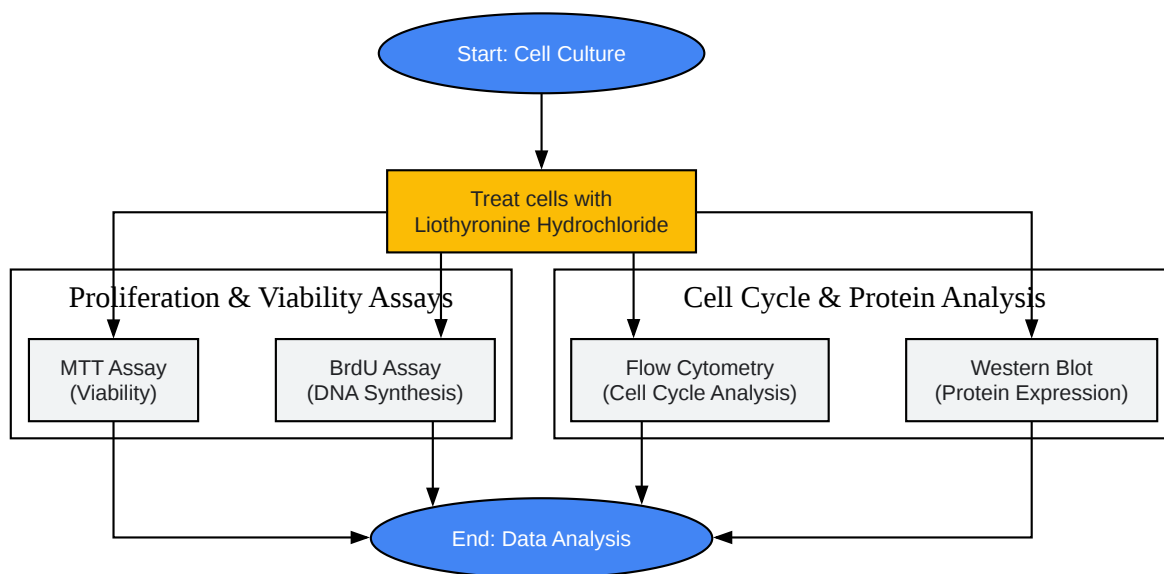 Start: Cell Culture
Treat cells with
Liothyronine Hydrochloride
Proliferation & Viability Assays
Cell Cycle & Protein Analysis
MTT Assay
(Viability)
BrdU Assay
(DNA Synthesis)
Flow Cytometry
(Cell Cycle Analysis)
Western Blot
(Protein Expression)
End: Data Analysis